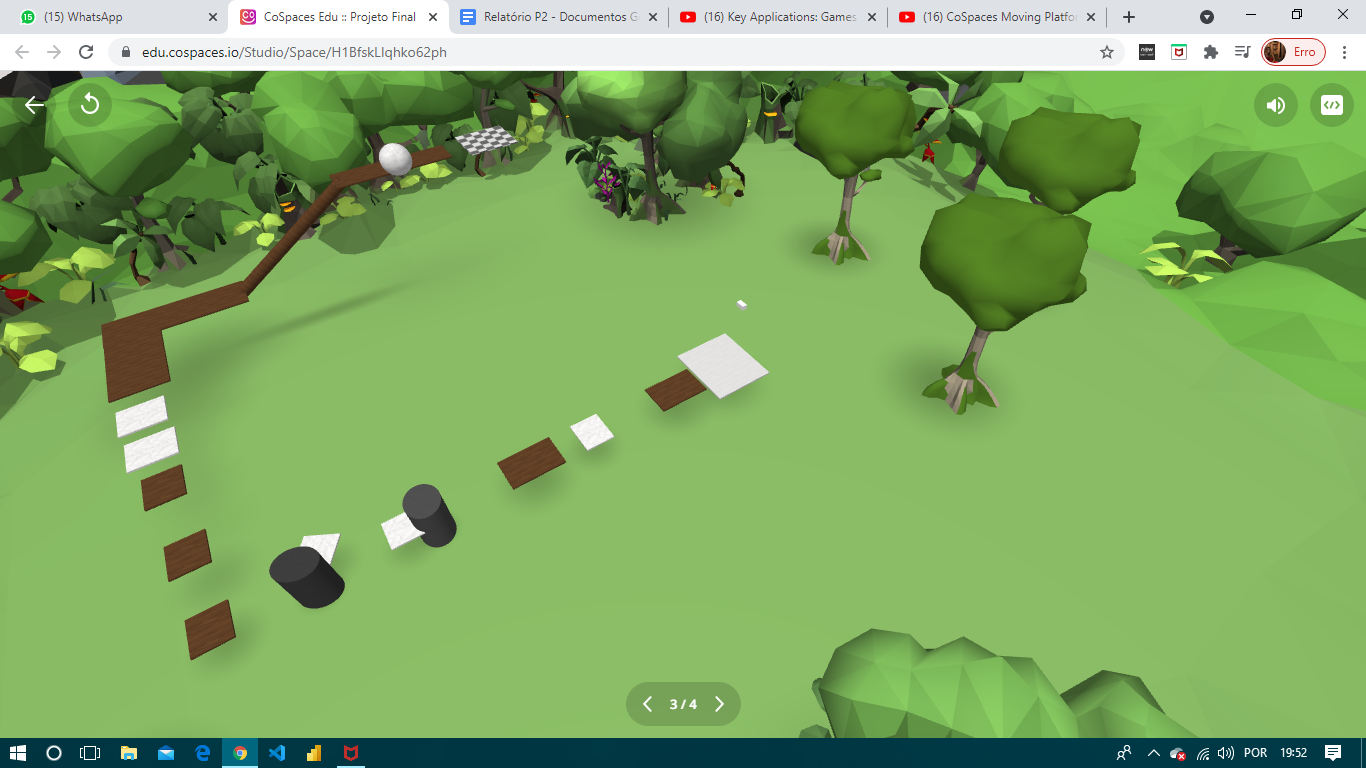 (15) WhatsApp
CoSpaces Edu :: Projeto Final
Relatório P2 - Documentos G
(16) Key Applications: Games
(16) CoSpaces Moving Platfo
edu.cospaces.io/Studio/Space/H1BfskLIqhko62ph
new
Erro
3 / 4
POR
19:52